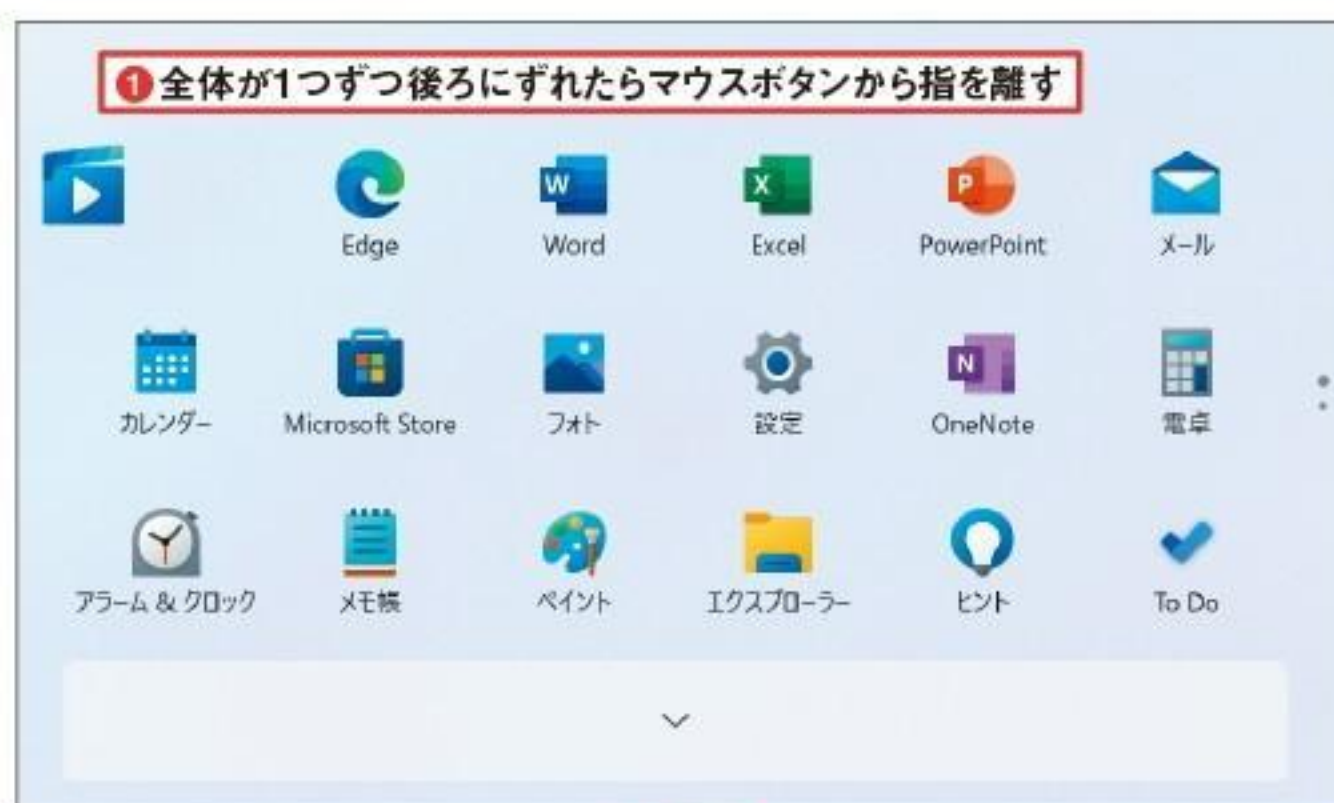 ❶全体が1つずつ後ろにずれたらマウスボタンから指を離す
Edge
Word
Excel
PowerPoint
メール
カレンダー
Microsoft Store
フォト
設定
OneNote
電卓
アラーム & クロック
メモ帳
ペイント
エクスプローラー
ヒント
To Do